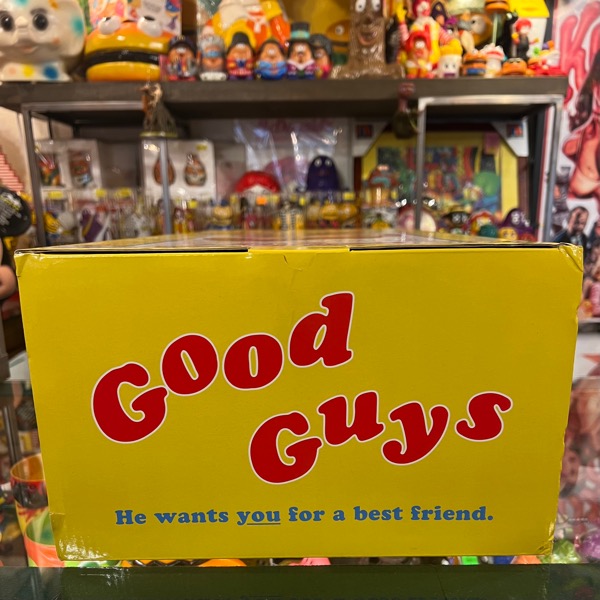 Good
Guys
He wants you for a best friend.